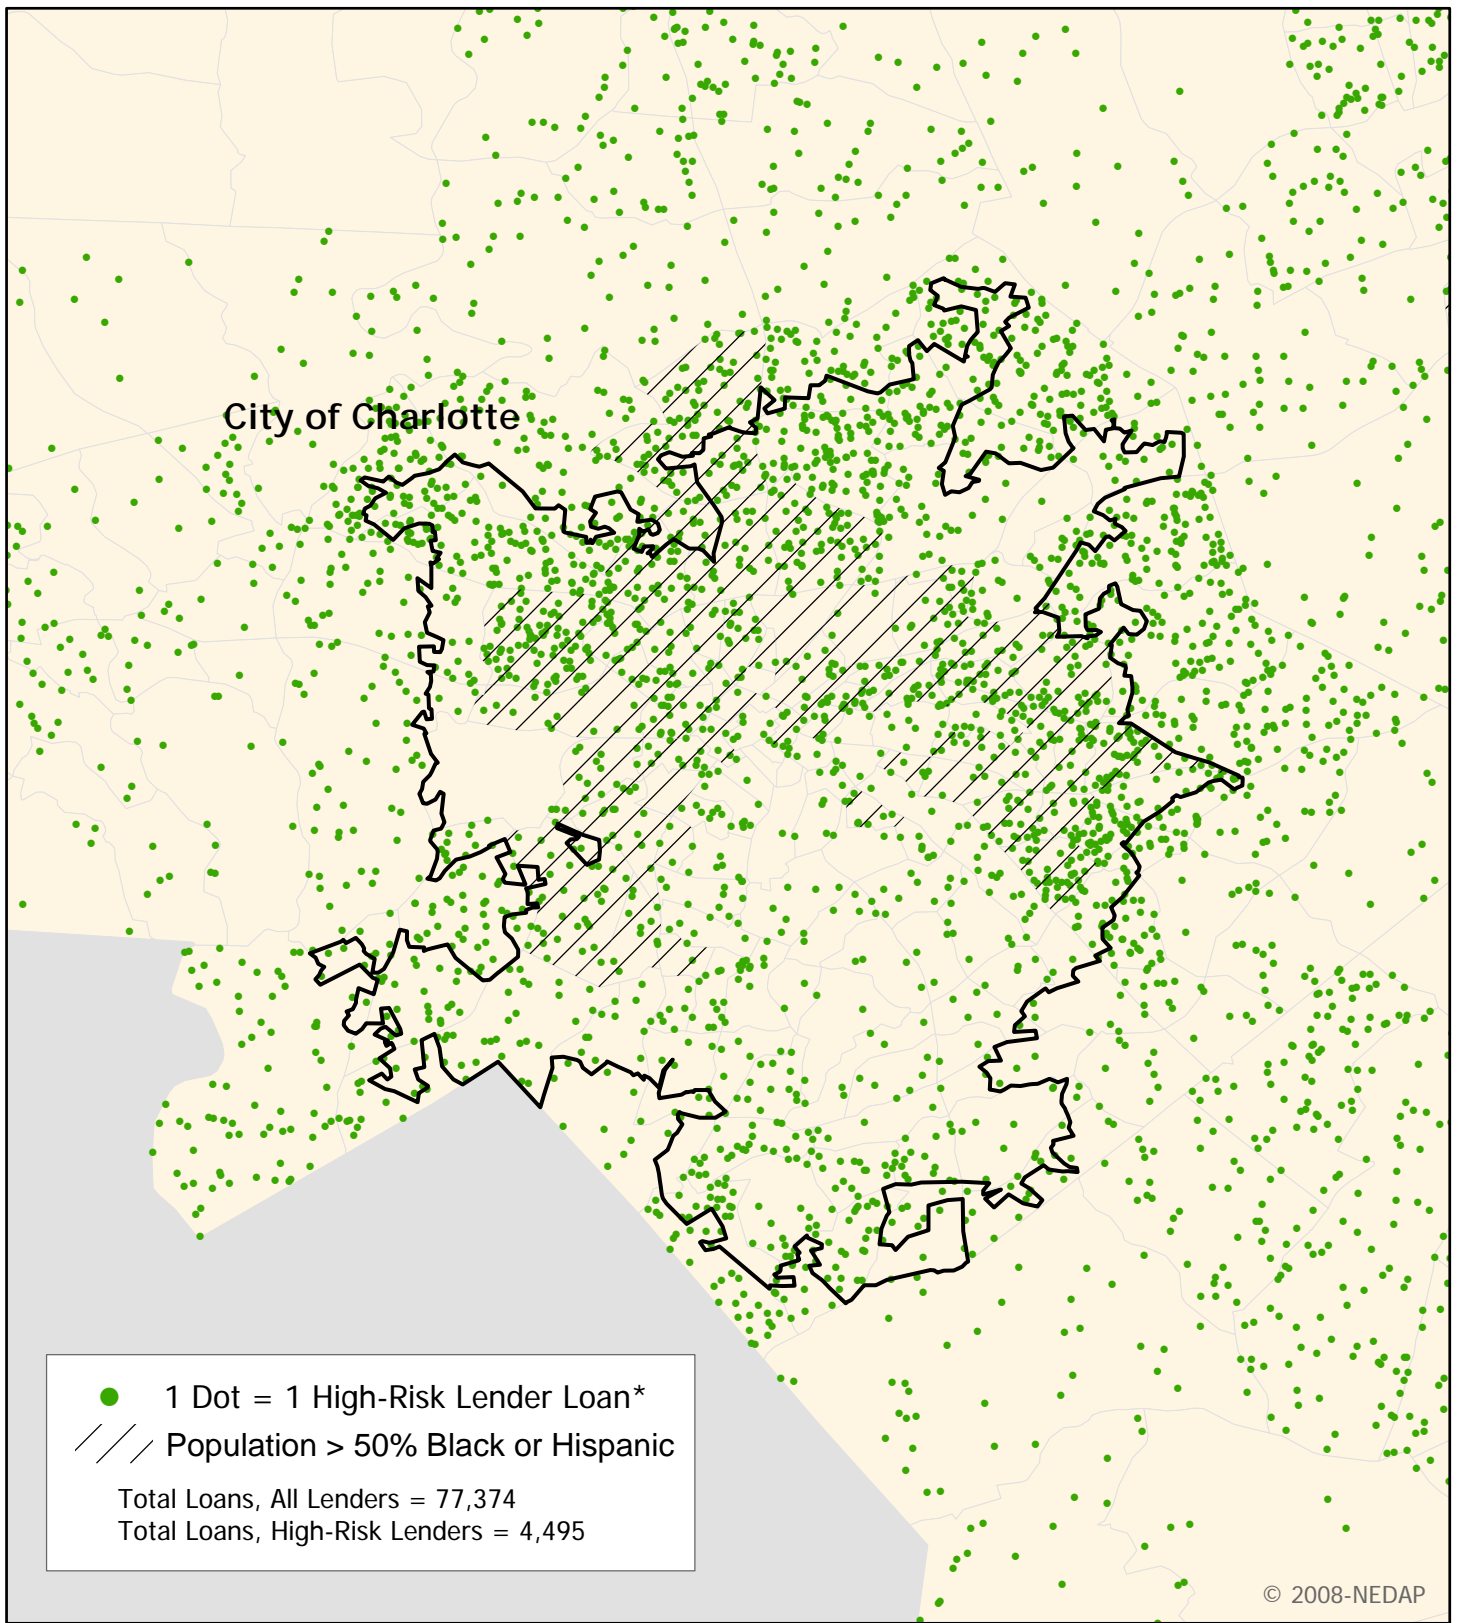 City of Charlotte
1 Dot = 1 High-Risk Lender Loan*
Population > 50% Black or Hispanic
Total Loans, All Lenders = 77,374
Total Loans, High-Risk Lenders = 4,495
© 2008-NEDAP